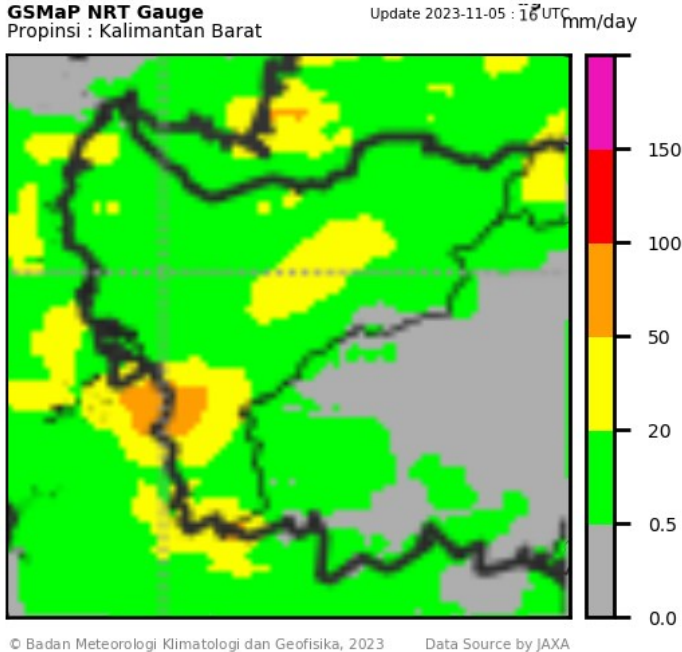 GSMaP NRT Gauge
Propinsi : Kalimantan Barat
Update 2023-11-05 : 16 UTC
mm/day
150
100
50
20
0.5
0.0
© Badan Meteorologi Klimatologi dan Geofisika, 2023
Data Source by JAXA